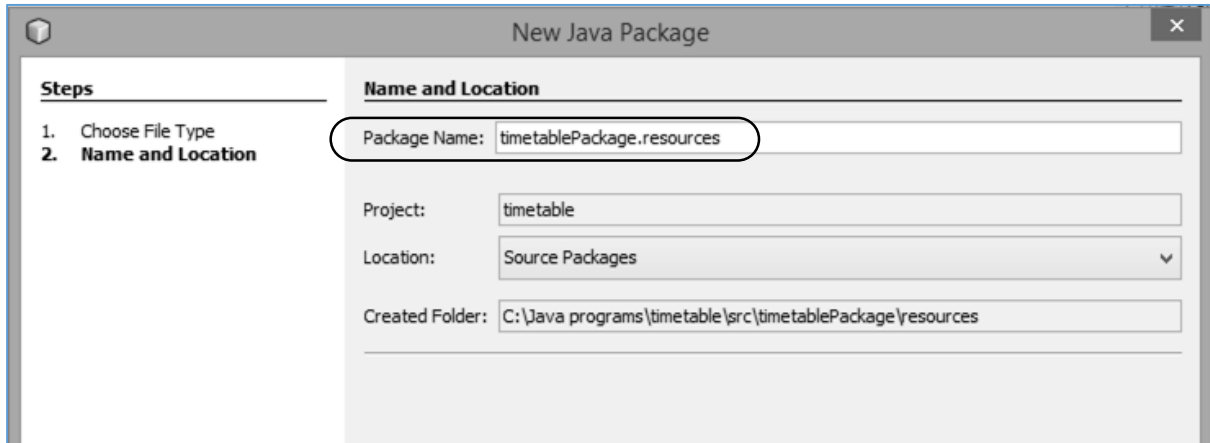 New Java Package
Steps
1. Choose File Type
2. Name and Location
Name and Location
Package Name: timetablePackage.resources
Project: timetable
Location: Source Packages
Created Folder: C:\Java programs\timetable\src\timetablePackage\resources